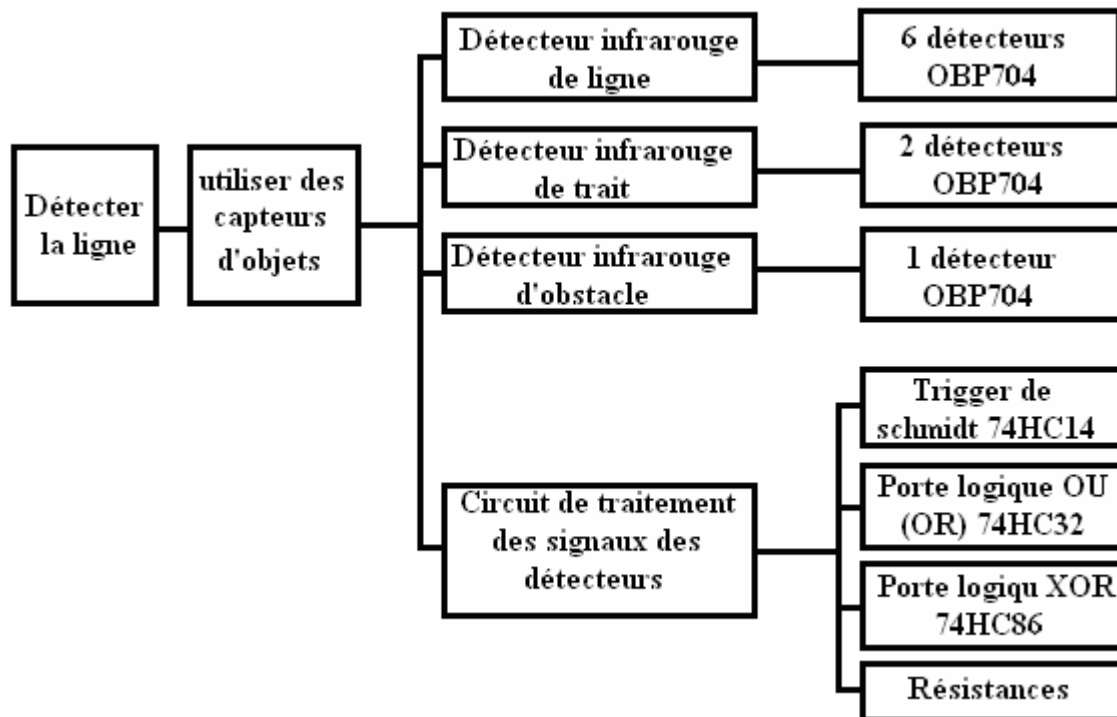 Détecter
la ligne
utiliser des
capteurs
d'objets
Détecteur infrarouge
de ligne
6 détecteurs
OBP704
Détecteur infrarouge
de trait
2 détecteurs
OBP704
Détecteur infrarouge
d'obstacle
1 détecteur
OBP704
Circuit de traitement
des signaux des
détecteurs
Trigger de
schmidt 74HC14
Porte logique OU
(OR) 74HC32
Porte logiqu XOR
74HC86
Résistances